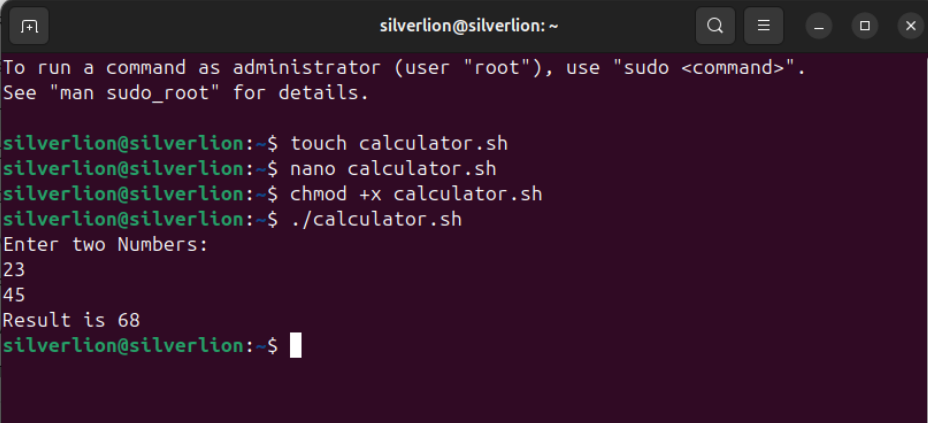 silverlion@silverlion: ~
To run a command as administrator (user "root"), use "sudo <command>".
See "man sudo_root" for details.
silverlion@silverlion:~$ touch calculator.sh
silverlion@silverlion:~$ nano calculator.sh
silverlion@silverlion:~$ chmod +x calculator.sh
silverlion@silverlion:~$ ./calculator.sh
Enter two Numbers:
23
45
Result is 68
silverlion@silverlion:~$